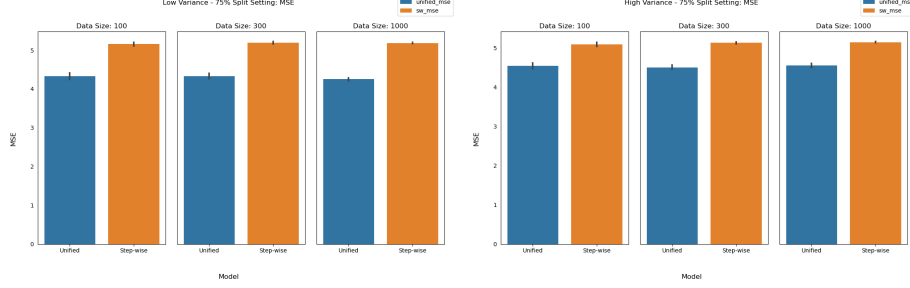 Low Variance - 75% Split Setting: MSE
unified_mse
sw_mse
Data Size: 100
Data Size: 300
Data Size: 1000
MSE
5
4
3
2
1
0
Unified
Step-wise
Unified
Step-wise
Unified
Step-wise
Model
High Variance - 75% Split Setting: MSE
unified_ms
sw_mse
Data Size: 100
Data Size: 300
Data Size: 1000
MSE
5
4
3
2
1
0
Unified
Step-wise
Unified
Step-wise
Unified
Step-wise
Model